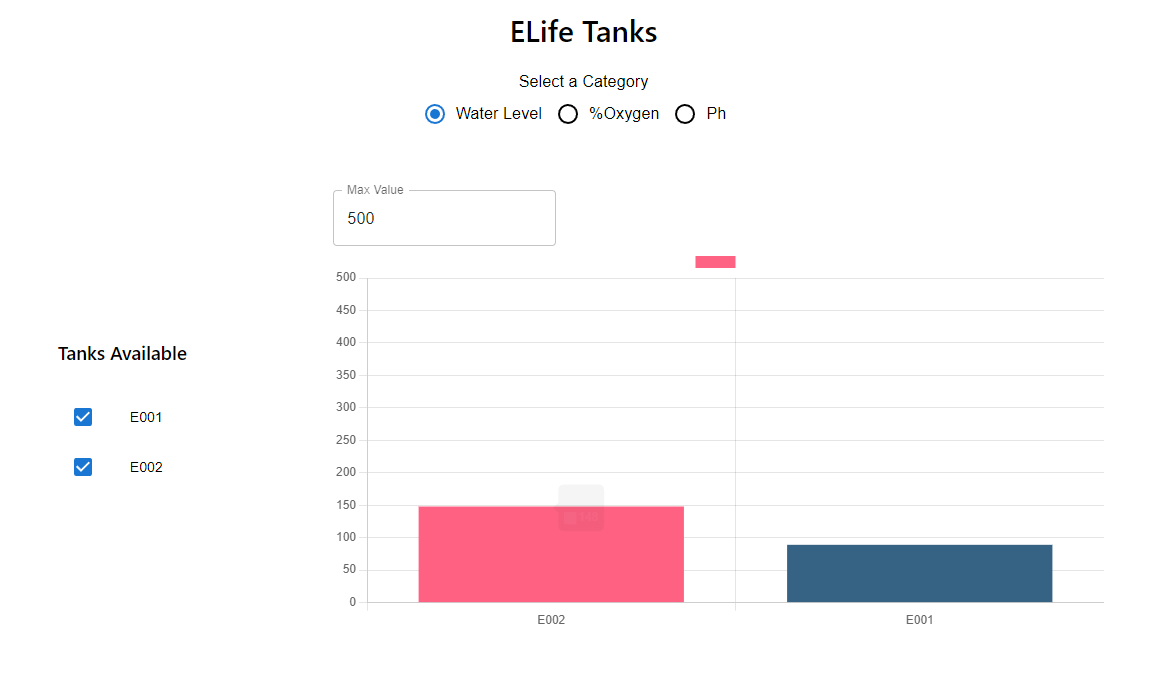 ELife Tanks
Select a Category
Water Level %Oxygen Ph
Max Value
500
500
450
400
350
300
250
200
150
100
50
0
E002 E001
Tanks Available
E001
E002